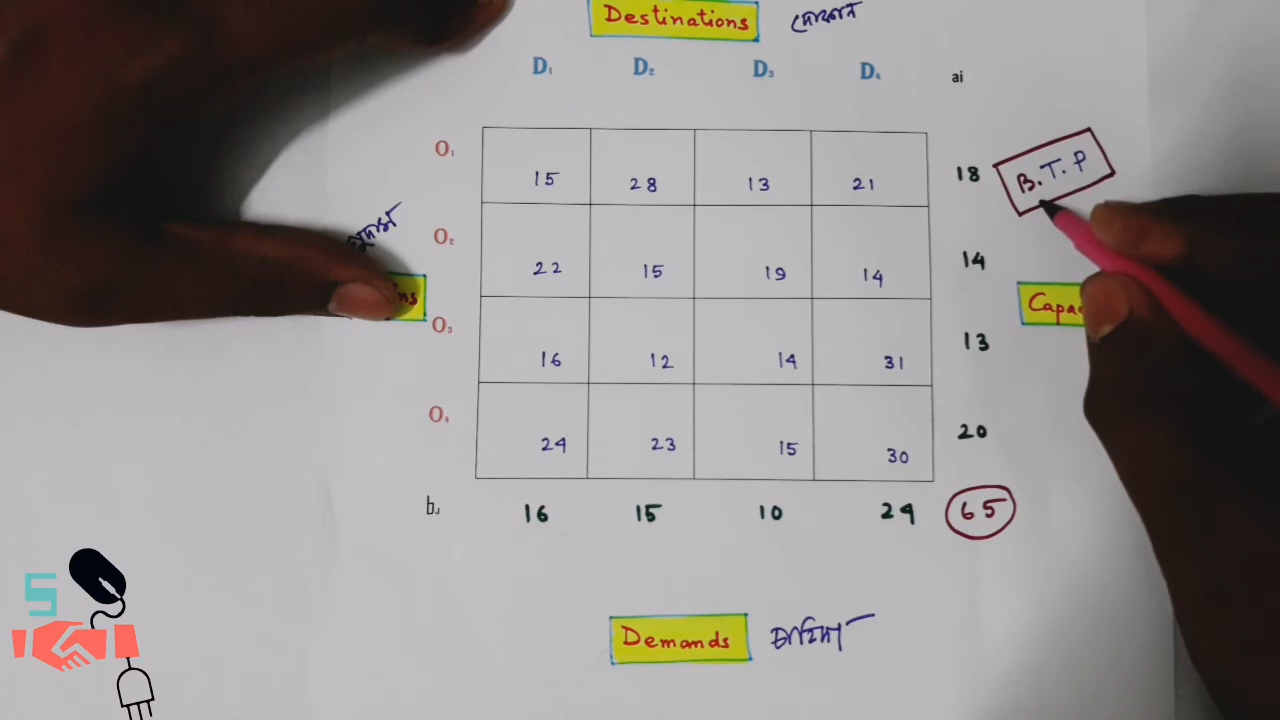 Destinations দোকান
D₁ D₂ D₃ D₄ ai
O₁ 15 28 13 21 18 B.T.P
O₂ 22 15 19 14 14
O₃ 16 12 14 31 13
O₄ 24 23 15 30 20
bⱼ 16 15 10 24 65
Demands চাহিদা
S